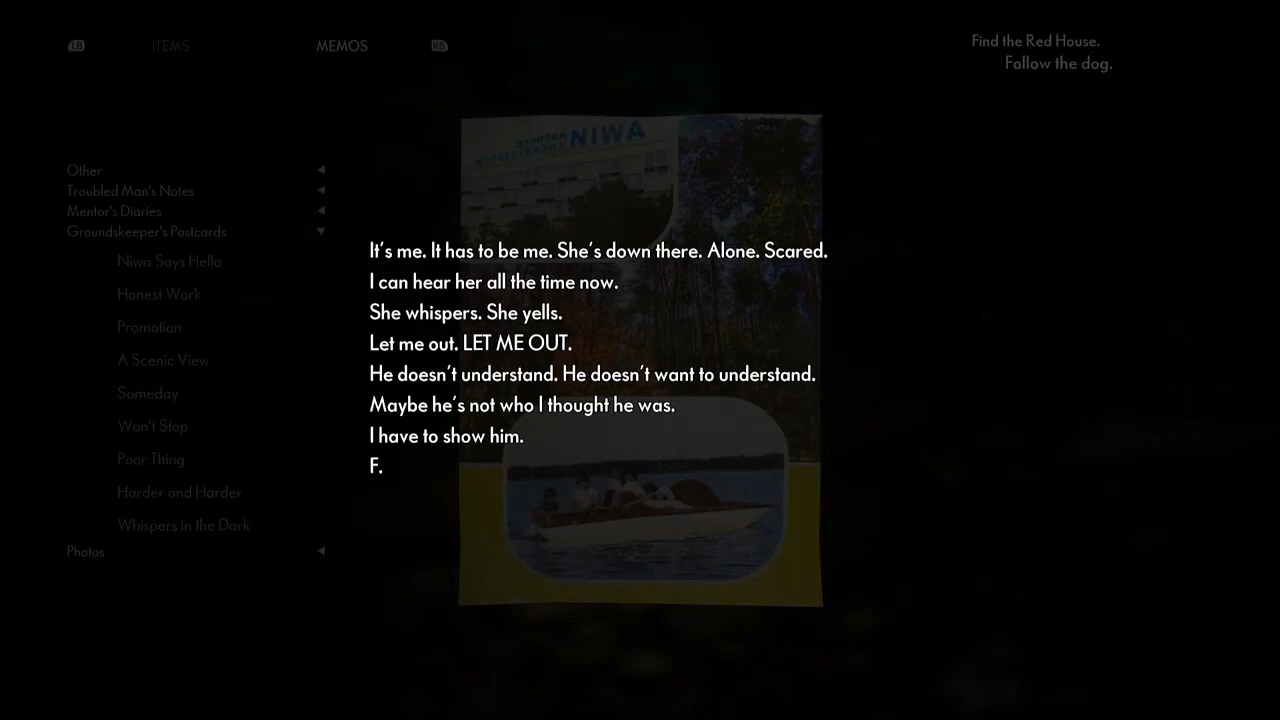 LB ITEMS MEMOS RB
Find the Red House.
Follow the dog.
OŚRODEK NIWA
WYPOCZYNKOWY
Other
Troubled Man's Notes
Mentor's Diaries
Groundskeeper's Postcards
Niwa Says Hello
Honest Work
Promotion
A Scenic View
Someday
Won't Stop
Poor Thing
Harder and Harder
Whispers in the Dark
Photos
It's me. It has to be me. She's down there. Alone. Scared.
I can hear her all the time now.
She whispers. She yells.
Let me out. LET ME OUT.
He doesn't understand. He doesn't want to understand.
Maybe he's not who I thought he was.
I have to show him.
F.